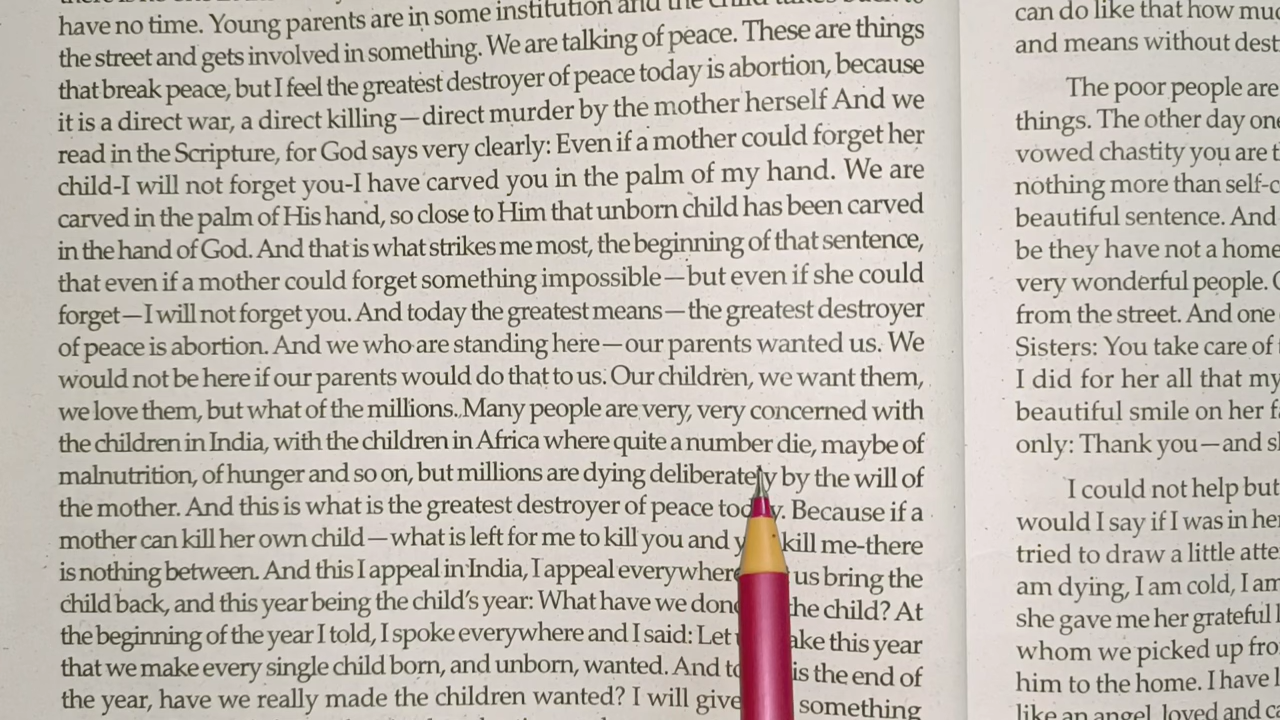 have no time. Young parents are in some institution and the child takes back to
the street and gets involved in something. We are talking of peace. These are things
that break peace, but I feel the greatest destroyer of peace today is abortion, because
it is a direct war, a direct killing—direct murder by the mother herself And we
read in the Scripture, for God says very clearly: Even if a mother could forget her
child-I will not forget you-I have carved you in the palm of my hand. We are
carved in the palm of His hand, so close to Him that unborn child has been carved
in the hand of God. And that is what strikes me most, the beginning of that sentence,
that even if a mother could forget something impossible—but even if she could
forget—I will not forget you. And today the greatest means—the greatest destroyer
of peace is abortion. And we who are standing here—our parents wanted us. We
would not be here if our parents would do that to us. Our children, we want them,
we love them, but what of the millions. Many people are very, very concerned with
the children in India, with the children in Africa where quite a number die, maybe of
malnutrition, of hunger and so on, but millions are dying deliberately by the will of
the mother. And this is what is the greatest destroyer of peace today. Because if a
mother can kill her own child—what is left for me to kill you and kill me-there
is nothing between. And this I appeal in India, I appeal everywhere us bring the
child back, and this year being the child's year: What have we done the child? At
the beginning of the year I told, I spoke everywhere and I said: Let this year
that we make every single child born, and unborn, wanted. And is the end of
the year, have we really made the children wanted? I will give something
can do like that how
and means without
The poor people are
things. The other day
vowed chastity you are
nothing more than
beautiful sentence. And
be they have not a home
very wonderful people.
from the street. And one
Sisters: You take care of
I did for her all that my
beautiful smile on her
only: Thank you—and
I could not help but
would I say if I was in
tried to draw a little
am dying, I am cold, I am
she gave me her grateful
whom we picked up
him to the home. I have
like an angel, loved and